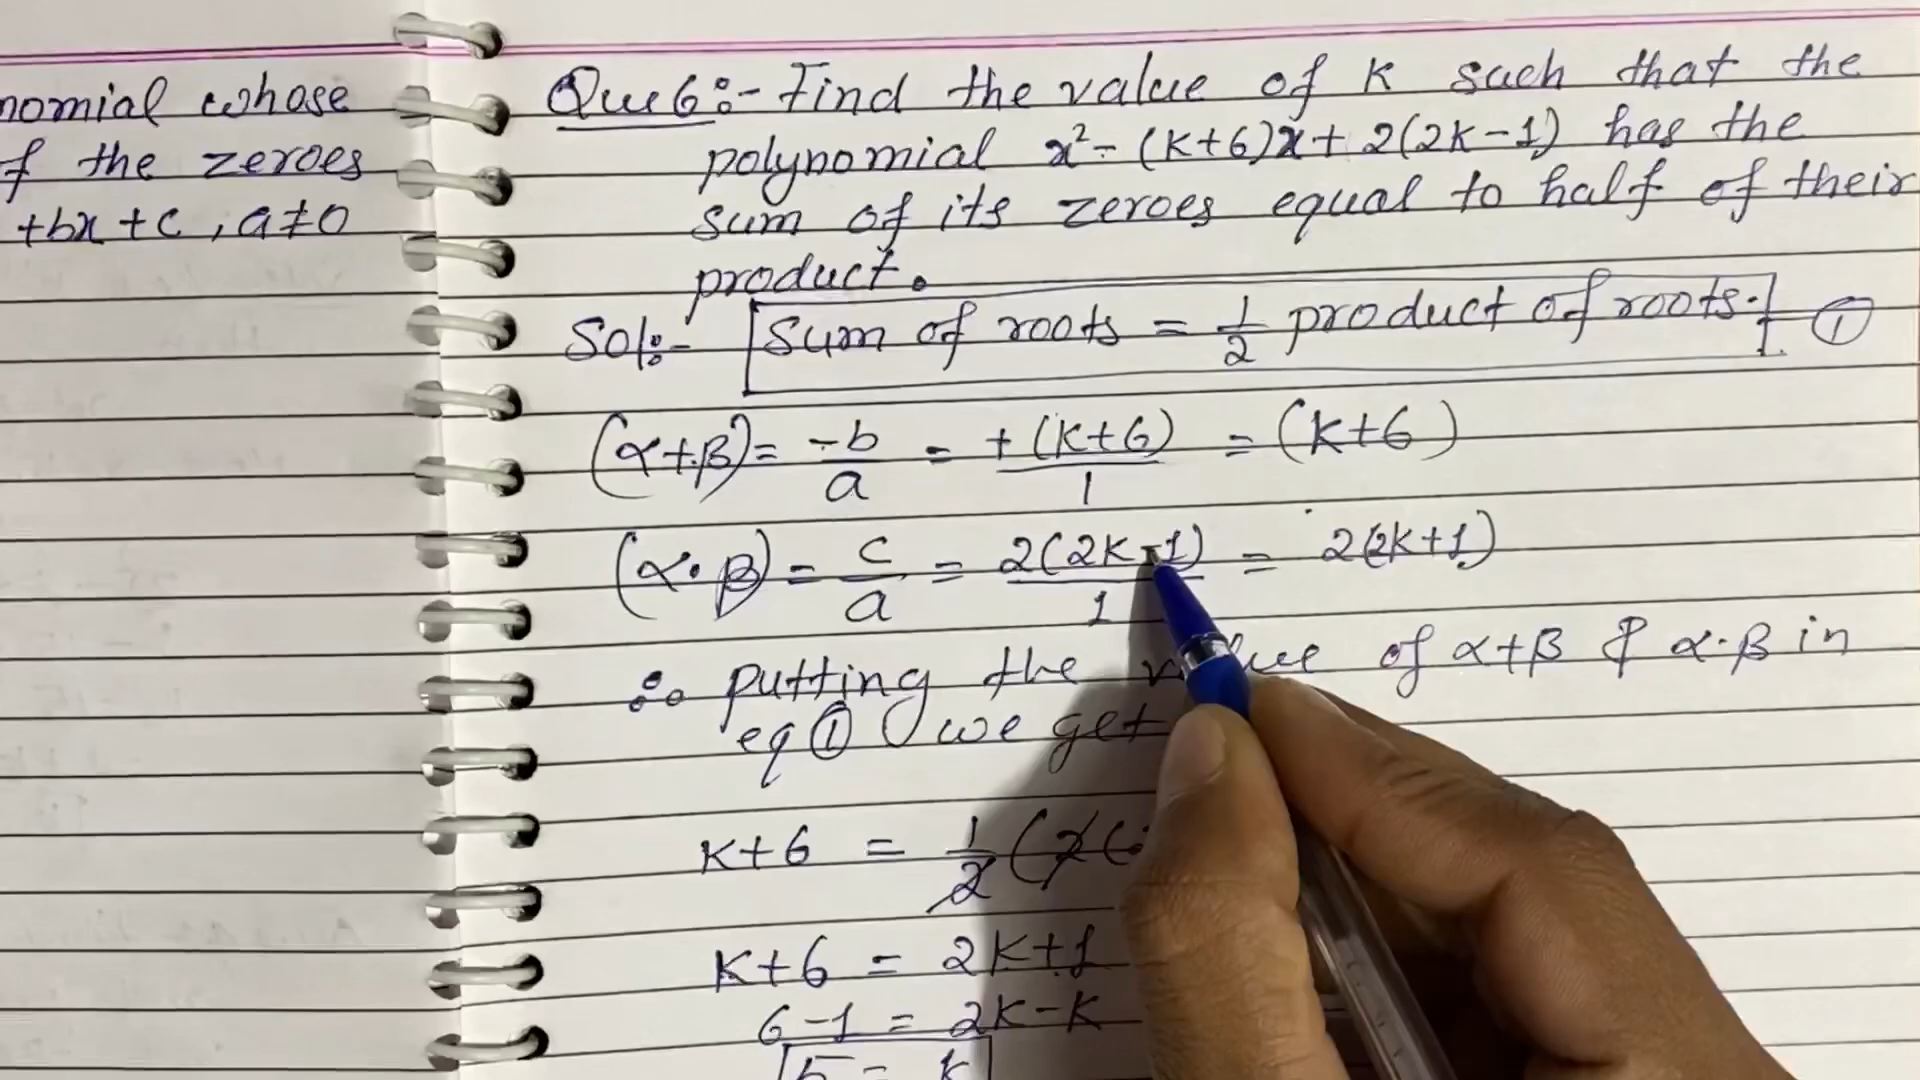 nomial whose
f the zeroes
+bx + c , a≠0
Que 6:- Find the value of K such that the
polynomial x² - (K+6)x + 2(2K-1) has the
sum of its zeroes equal to half of their
product.
Sol:- Sum of roots = 1/2 product of roots. ①
(α+β) = -b/a = +(K+6)/1 = (K+6)
(α·β) = c/a = 2(2K-1)/1 = 2(2K+1)
∴ putting the value of α+β & α·β in
eq ① we get
K+6 = 1/2 (2(
K+6 = 2K+1
6-1 = 2K-K
5 = K